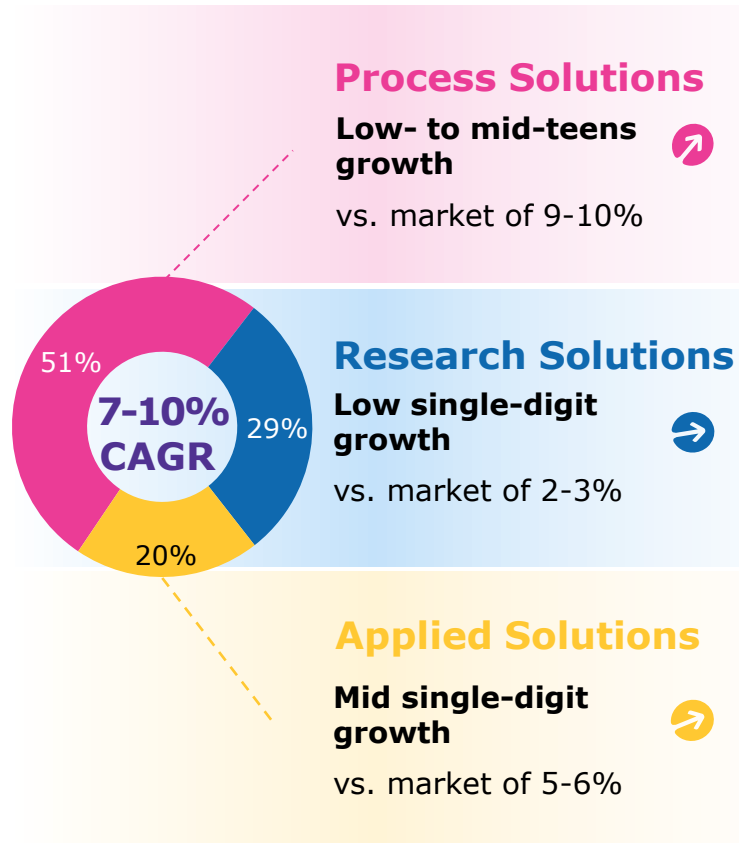 Process Solutions
Low- to mid-teens
growth
vs. market of 9-10%
51%
7-10%
CAGR
29%
20%
Research Solutions
Low single-digit
growth
vs. market of 2-3%
Applied Solutions
Mid single-digit
growth
vs. market of 5-6%